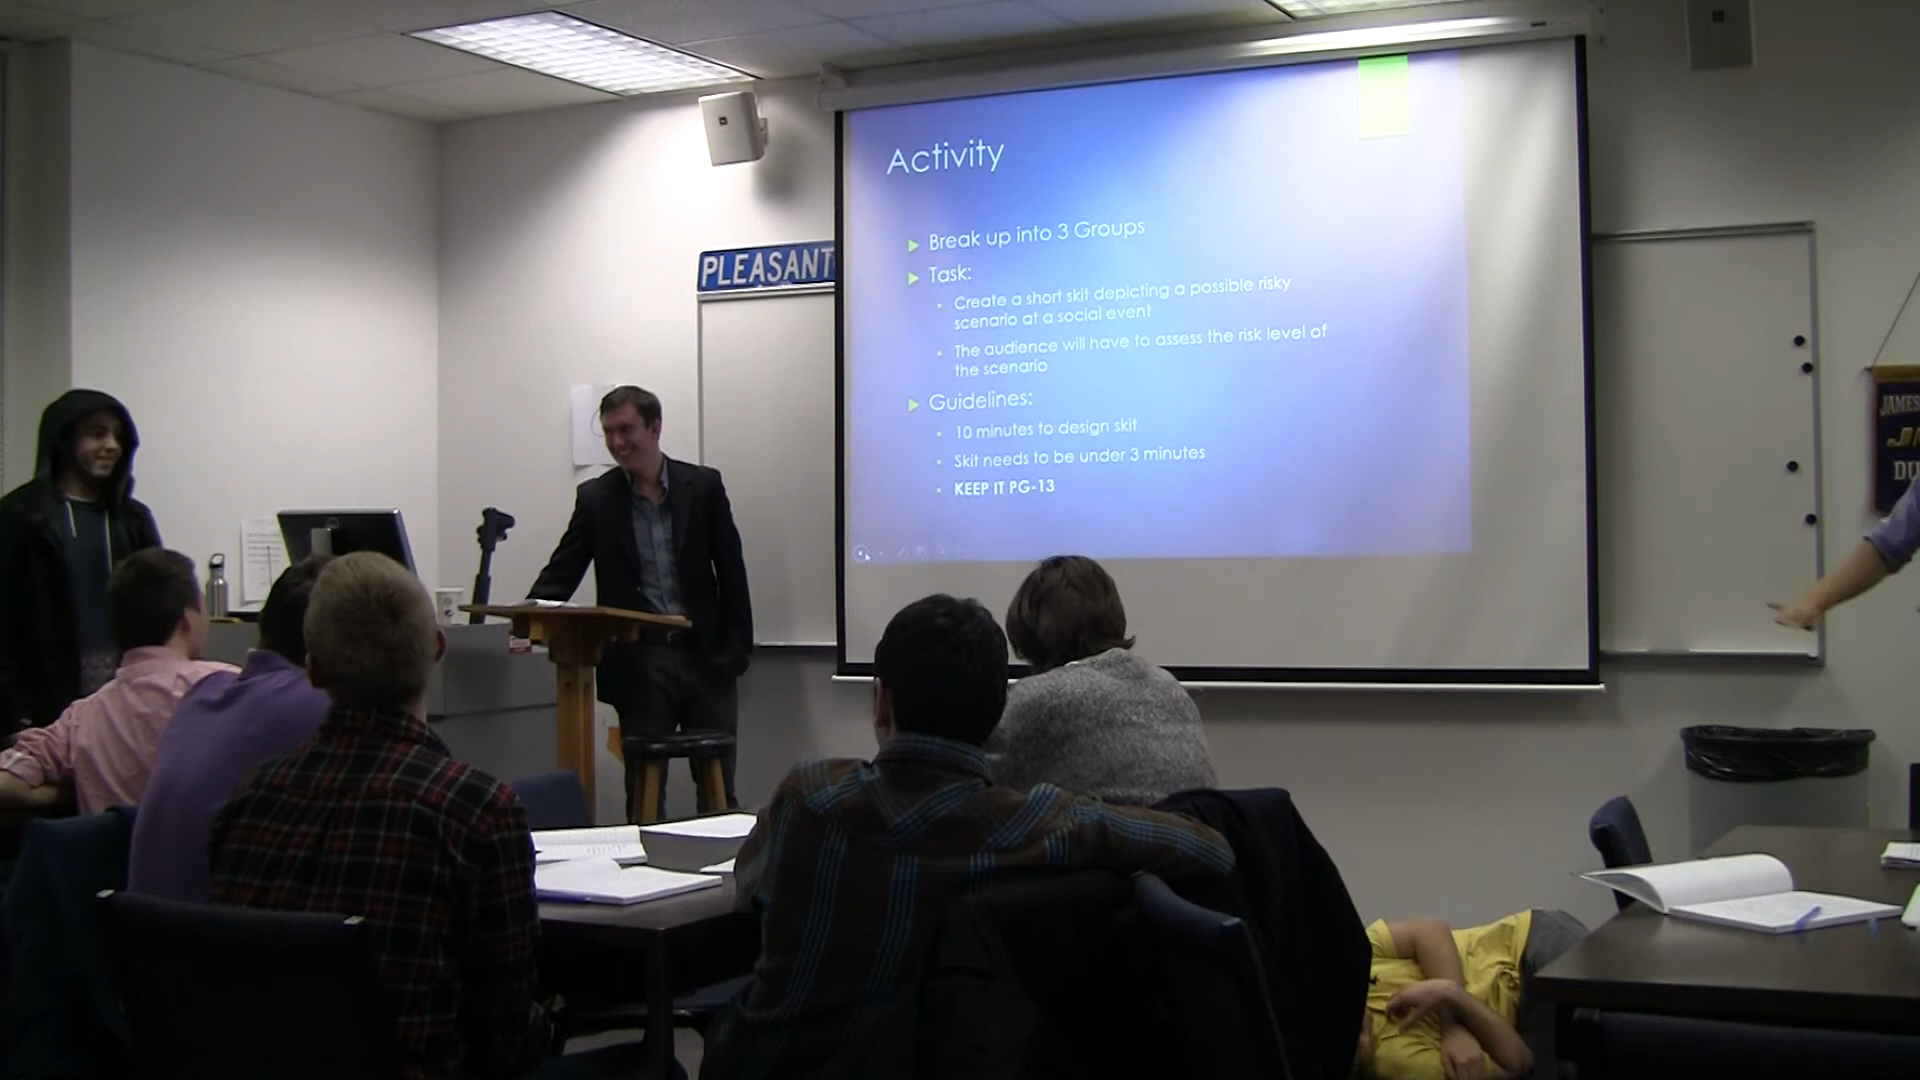 Activity
Break up into 3 Groups
Task:
Create a short skit depicting a possible risky
scenario at a social event
The audience will have to assess the risk level of
the scenario
Guidelines:
10 minutes to design skit
Skit needs to be under 3 minutes
KEEP IT PG-13
PLEASANT
JAMES
DU